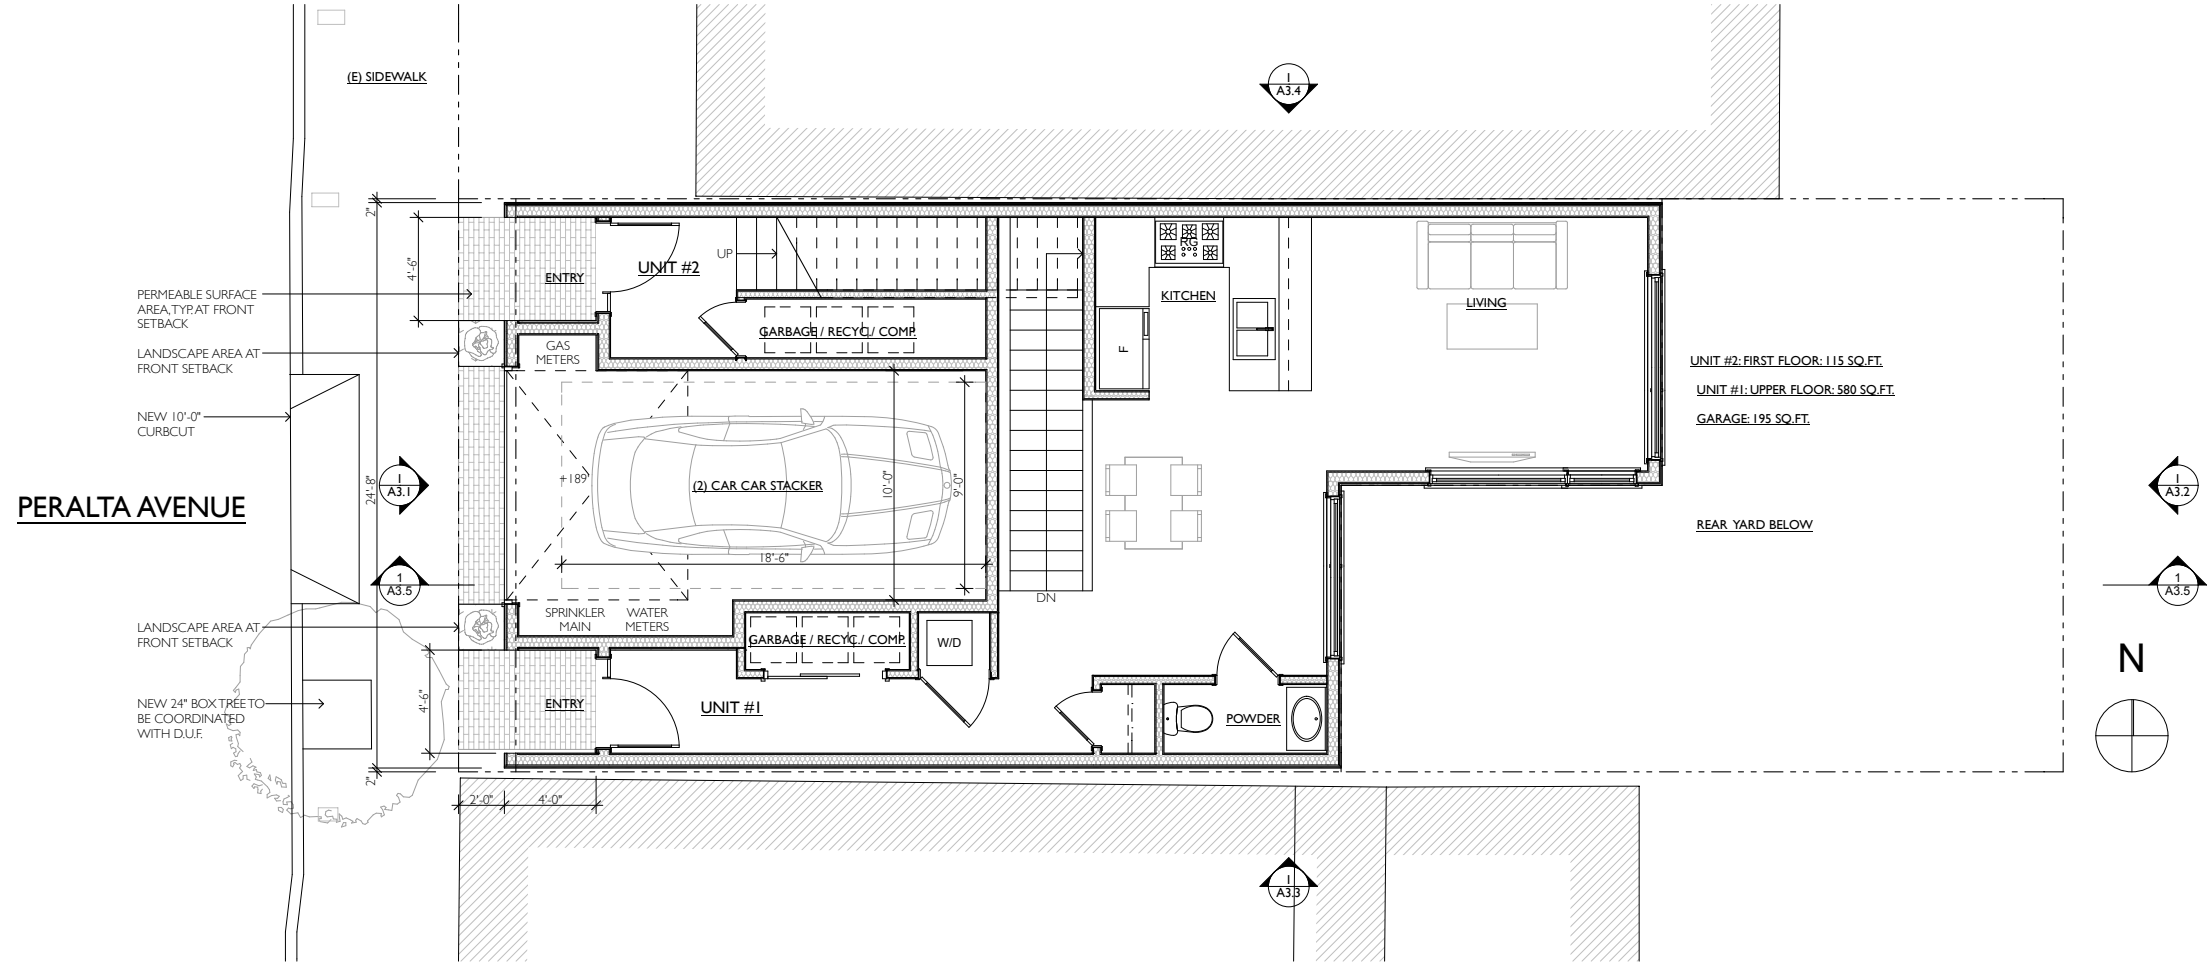 (E) SIDEWALK
1
A3.4
2"
4'-6"
PERMEABLE SURFACE
AREA, TYP. AT FRONT
SETBACK
LANDSCAPE AREA AT
FRONT SETBACK
NEW 10'-0"
CURBCUT
24'-8"
1
A3.1
PERALTA AVENUE
1
A3.5
LANDSCAPE AREA AT
FRONT SETBACK
NEW 24" BOX TREE TO
BE COORDINATED
WITH D.U.F.
4'-6"
2"
C
2'-0"
4'-0"
ENTRY
UNIT #2
UP
GARBAGE / RECYC./ COMP.
GAS
METERS
+189'
(2) CAR CAR STACKER
10'-0"
9'-0"
18'-6"
SPRINKLER
MAIN
WATER
METERS
GARBAGE / RECYC./ COMP.
W/D
ENTRY
UNIT #1
DN
RG
KITCHEN
F
LIVING
POWDER
UNIT #2: FIRST FLOOR: 115 SQ.FT.
UNIT #1: UPPER FLOOR: 580 SQ.FT.
GARAGE: 195 SQ.FT.
REAR YARD BELOW
1
A3.2
1
A3.5
N
1
A3.3